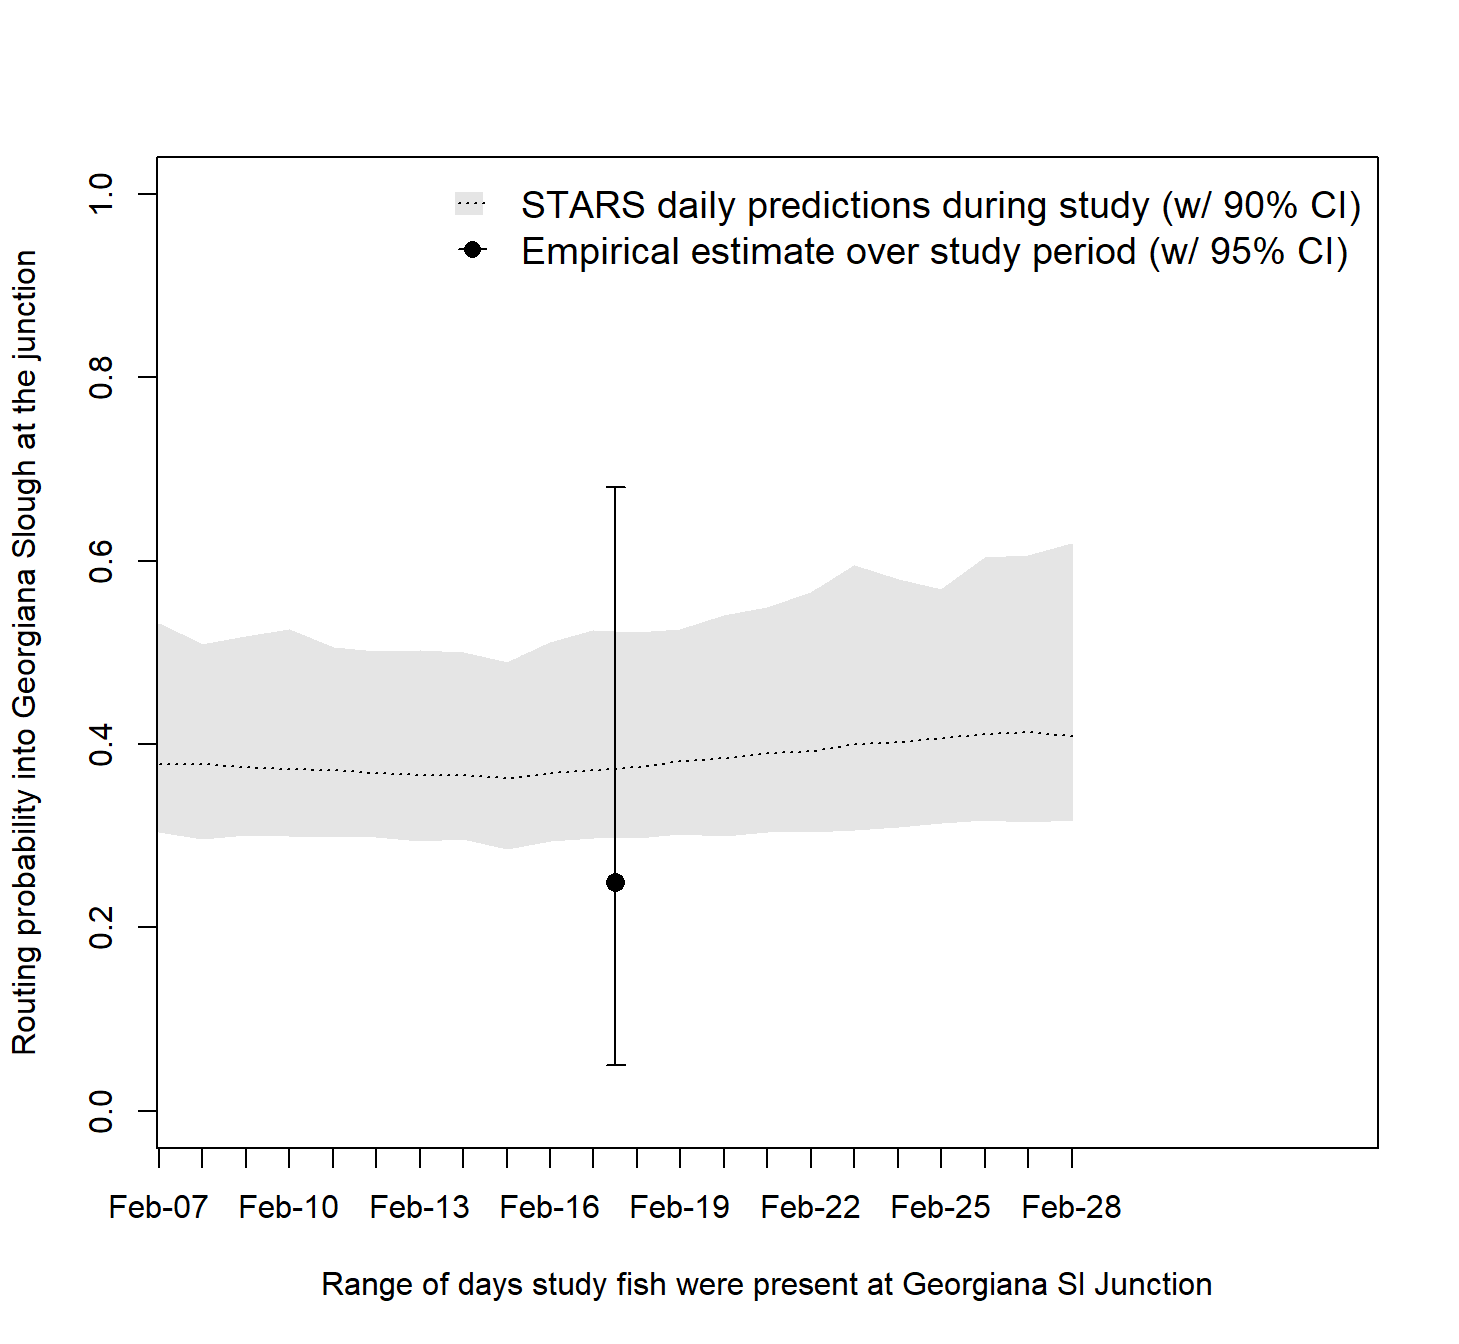 STARS daily predictions during study (w/ 90% CI)
Empirical estimate over study period (w/ 95% CI)
Routing probability into Georgiana Slough at the junction
1.0
0.8
0.6
0.4
0.2
0.0
Feb-07 Feb-10 Feb-13 Feb-16 Feb-19 Feb-22 Feb-25 Feb-28
Range of days study fish were present at Georgiana Sl Junction